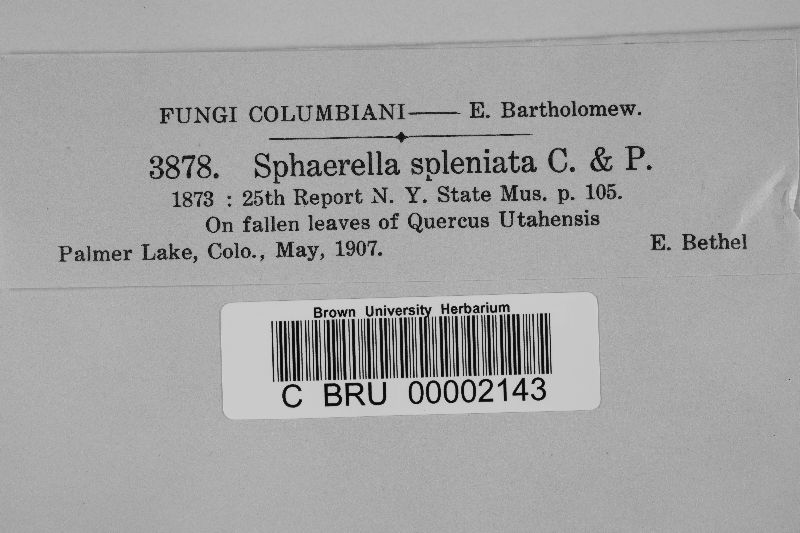 FUNGI COLUMBIANI—— E. Bartholomew.
3878. Sphaerella spleniata C. & P.
1873 : 25th Report N. Y. State Mus. p. 105.
On fallen leaves of Quercus Utahensis
Palmer Lake, Colo., May, 1907. E. Bethel
Brown University Herbarium
C BRU 00002143